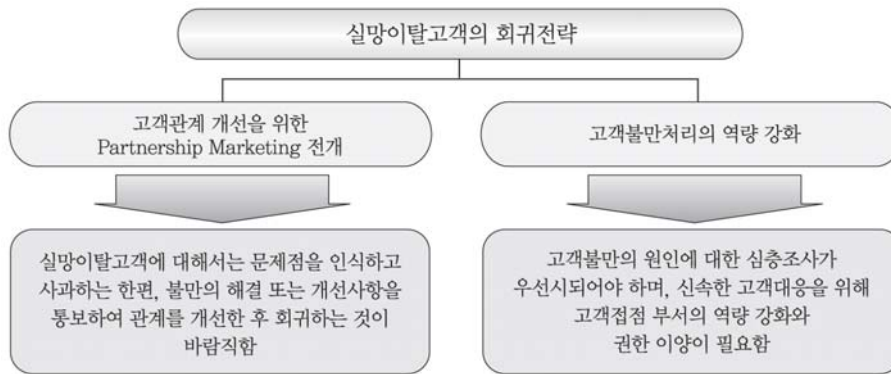 실망이탈고객의 회귀전략
고객관계 개선을 위한
Partnership Marketing 전개
고객불만처리의 역량 강화
실망이탈고객에 대해서는 문제점을 인식하고
사과하는 한편, 불만의 해결 또는 개선사항을
통보하여 관계를 개선한 후 회귀하는 것이
바람직함
고객불만의 원인에 대한 심층조사가
우선시되어야 하며, 신속한 고객대응을 위해
고객접점 부서의 역량 강화와
권한 이양이 필요함